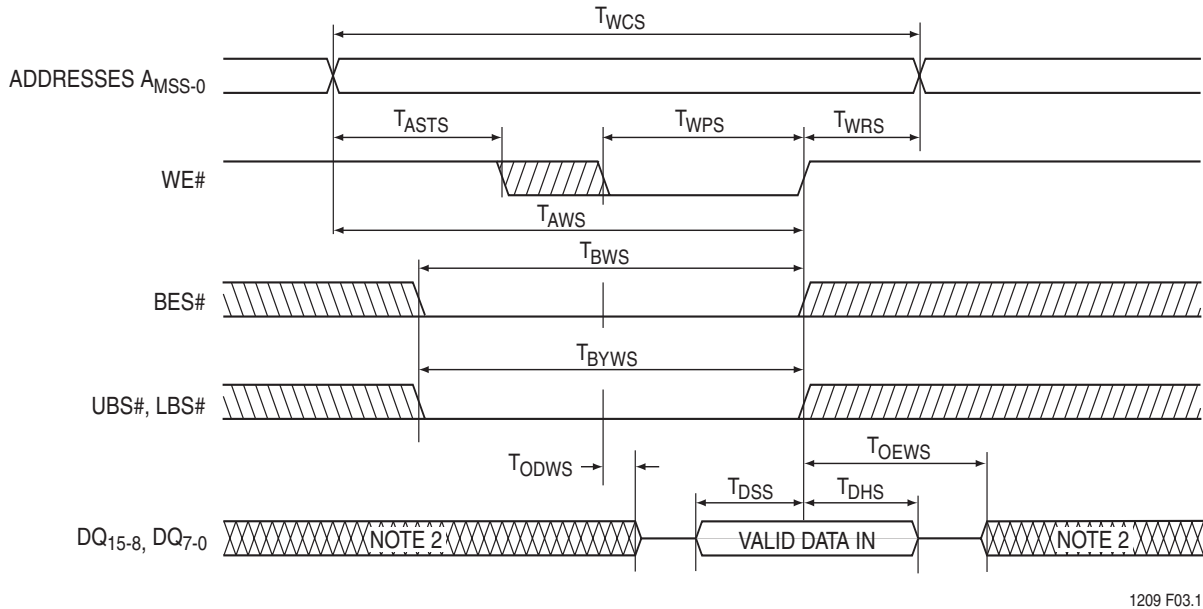 TWCS
ADDRESSES AMSS-0
TASTS
TWPS
TWRS
WE#
TAWS
TBWS
BES#
TBYWS
UBS#, LBS#
TOEWS
TODWS
TDSS
TDHS
DQ15-8, DQ7-0
NOTE 2
VALID DATA IN
NOTE 2
1209 F03.1